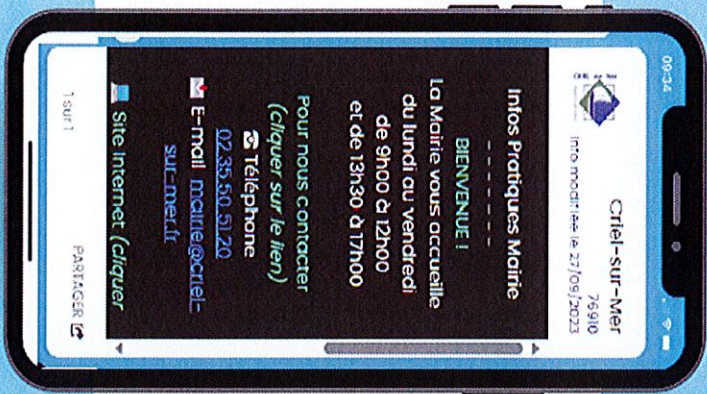 09:34
Criel-sur-Mer
76910
Info modifiée le 27/09/2023
Infos Pratiques Mairie
- - - - - -
BIENVENUE !
La Mairie vous accueille
du lundi au vendredi
de 9h00 à 12h00
et de 13h30 à 17h00
Pour nous contacter
(cliquer sur le lien)
☎ Téléphone
02.35.50.51.20
📩 E-mail mairie@criel-
sur-mer.fr
💻 Site Internet (cliquer
1 sur 1
PARTAGER